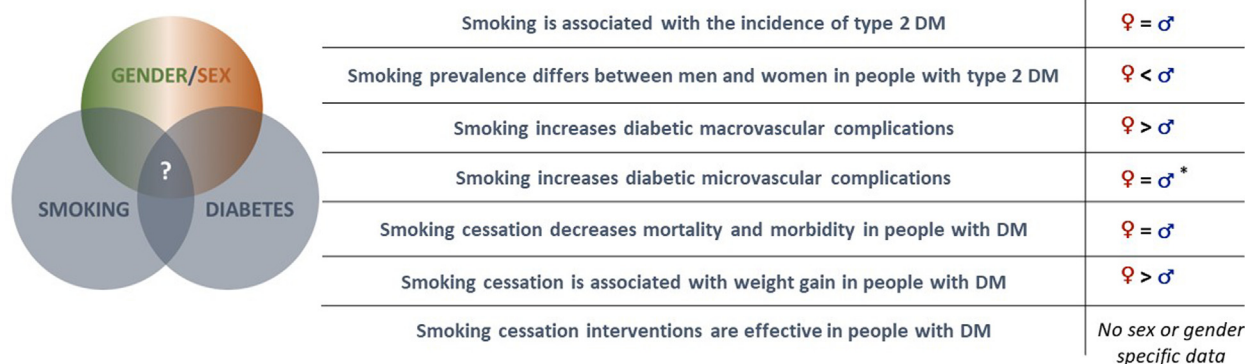 GENDER/SEX
?
SMOKING
DIABETES
Smoking is associated with the incidence of type 2 DM ♀ = ♂
Smoking prevalence differs between men and women in people with type 2 DM ♀ < ♂
Smoking increases diabetic macrovascular complications ♀ > ♂
Smoking increases diabetic microvascular complications ♀ = ♂ *
Smoking cessation decreases mortality and morbidity in people with DM ♀ = ♂
Smoking cessation is associated with weight gain in people with DM ♀ > ♂
Smoking cessation interventions are effective in people with DM No sex or gender
specific data